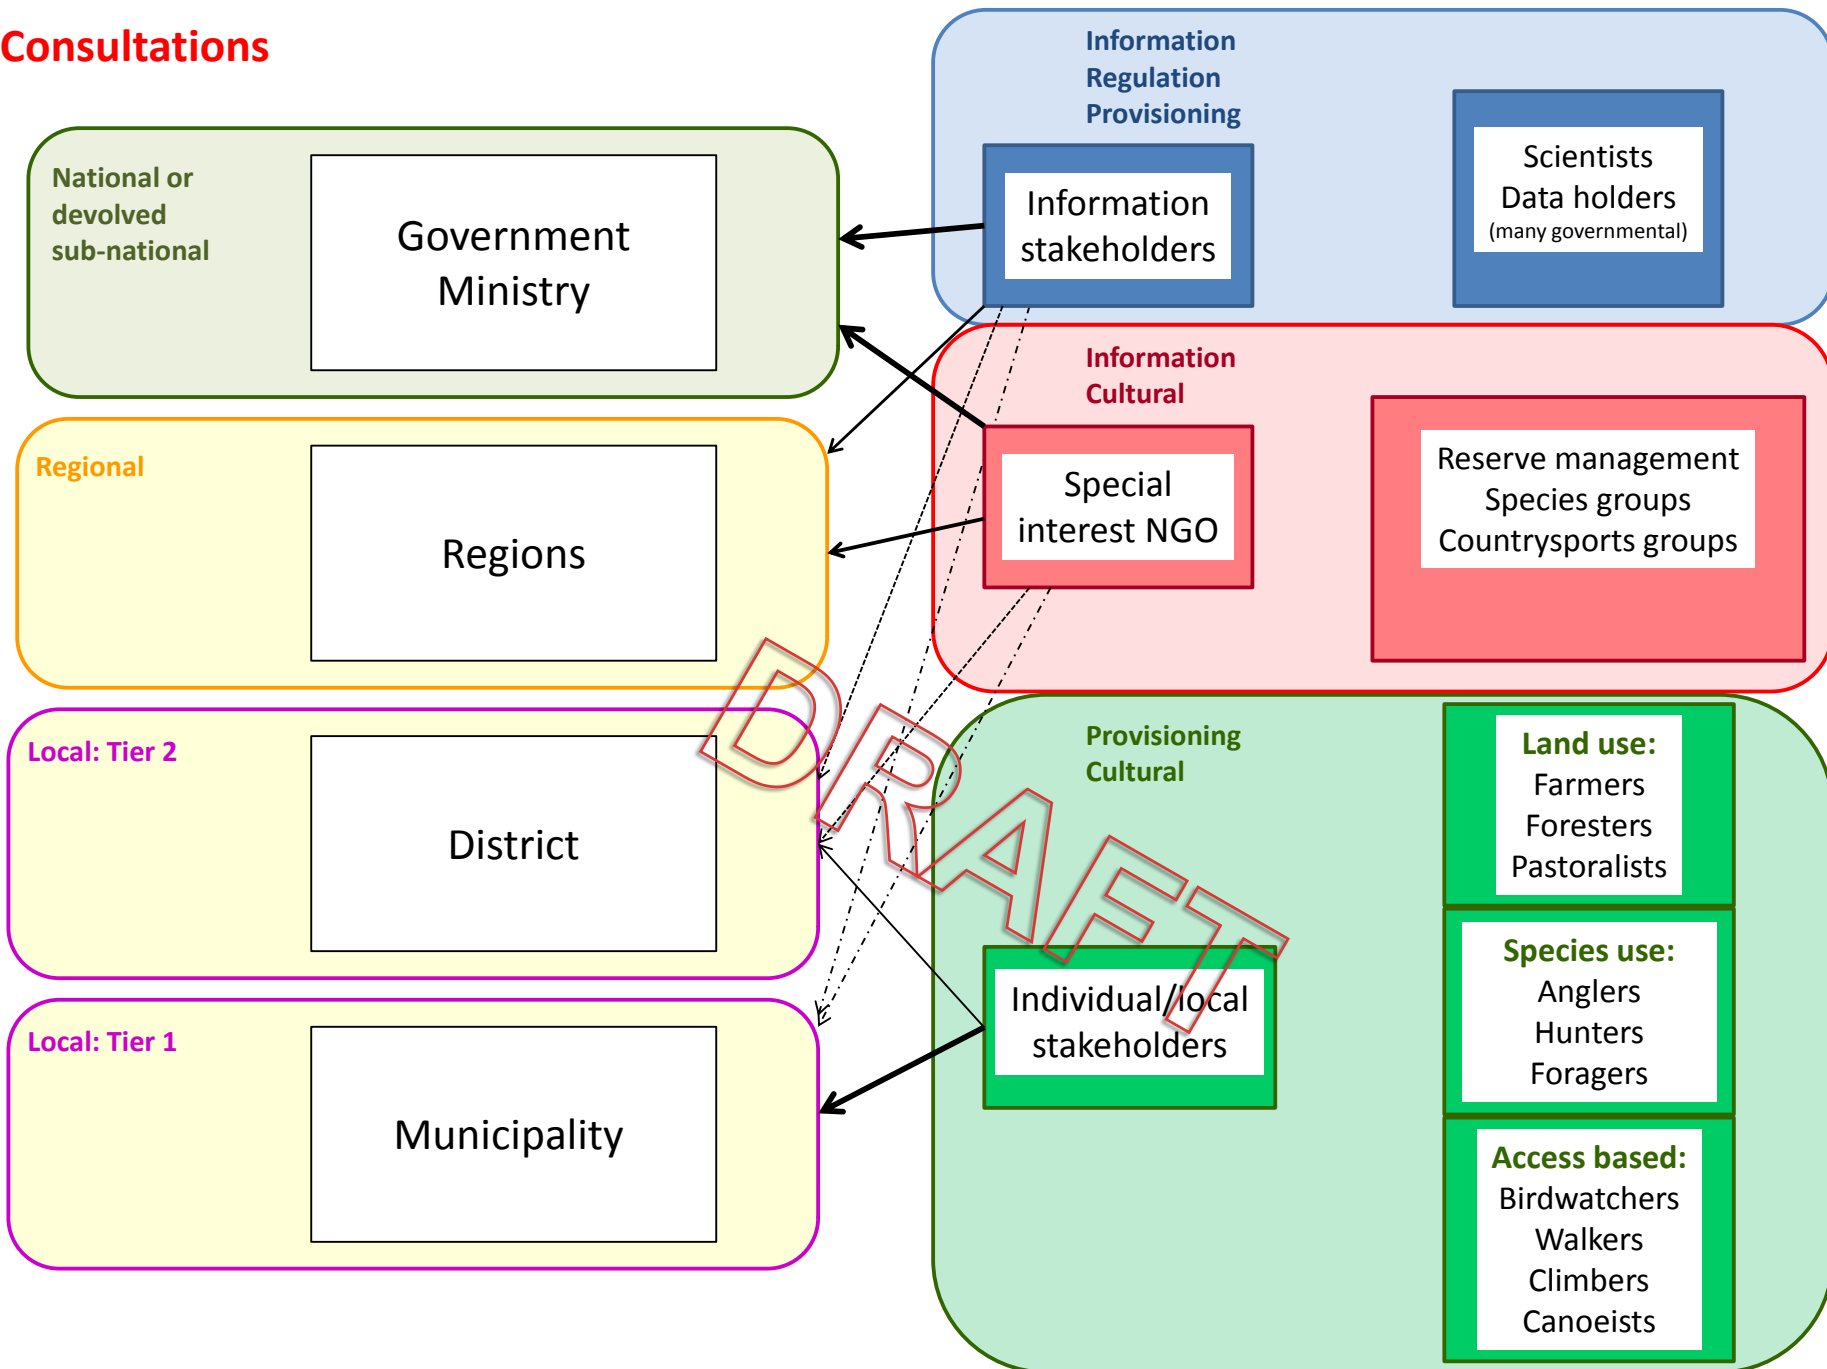 Consultations
National or
devolved
sub-national
Government
Ministry
Regional
Regions
Local: Tier 2
District
Local: Tier 1
Municipality
Information
Regulation
Provisioning
Information
stakeholders
Scientists
Data holders
(many governmental)
Information
Cultural
Special
interest NGO
Reserve management
Species groups
Countrysports groups
Provisioning
Cultural
Individual/local
stakeholders
Land use:
Farmers
Foresters
Pastoralists
Species use:
Anglers
Hunters
Foragers
Access based:
Birdwatchers
Walkers
Climbers
Canoeists
DRAFT